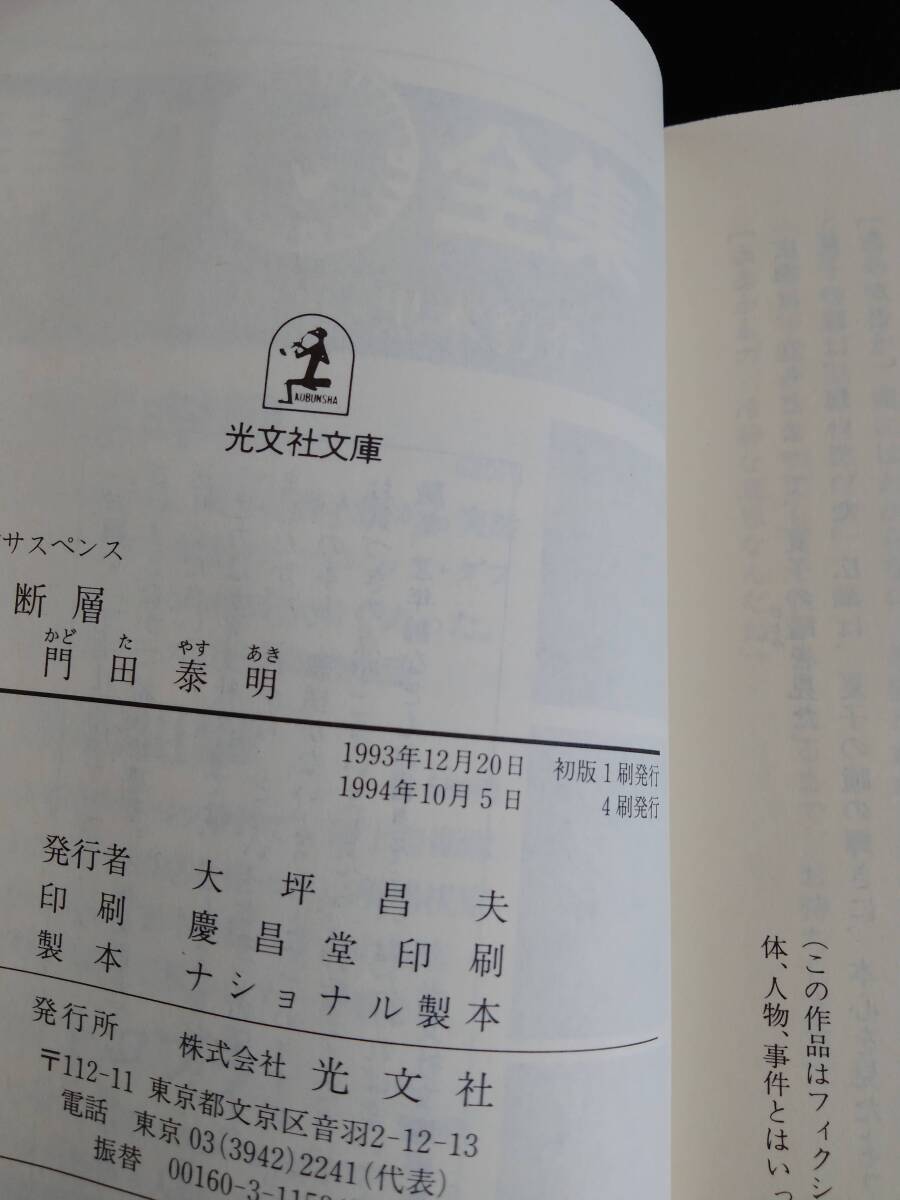 KOBUNSHA
光文社文庫
サスペンス
断層
かど た やす あき
門田泰明
1993年12月20日 初版1刷発行
1994年10月5日 4刷発行
発行者 大坪昌夫
印刷 慶昌堂印刷
製本 ナショナル製本
発行所 株式会社 光文社
〒112-11 東京都文京区音羽2-12-13
電話 東京03(3942)2241(代表)
振替 00160-3-115
(この作品はフィクシ
体、人物、事件とはいっ